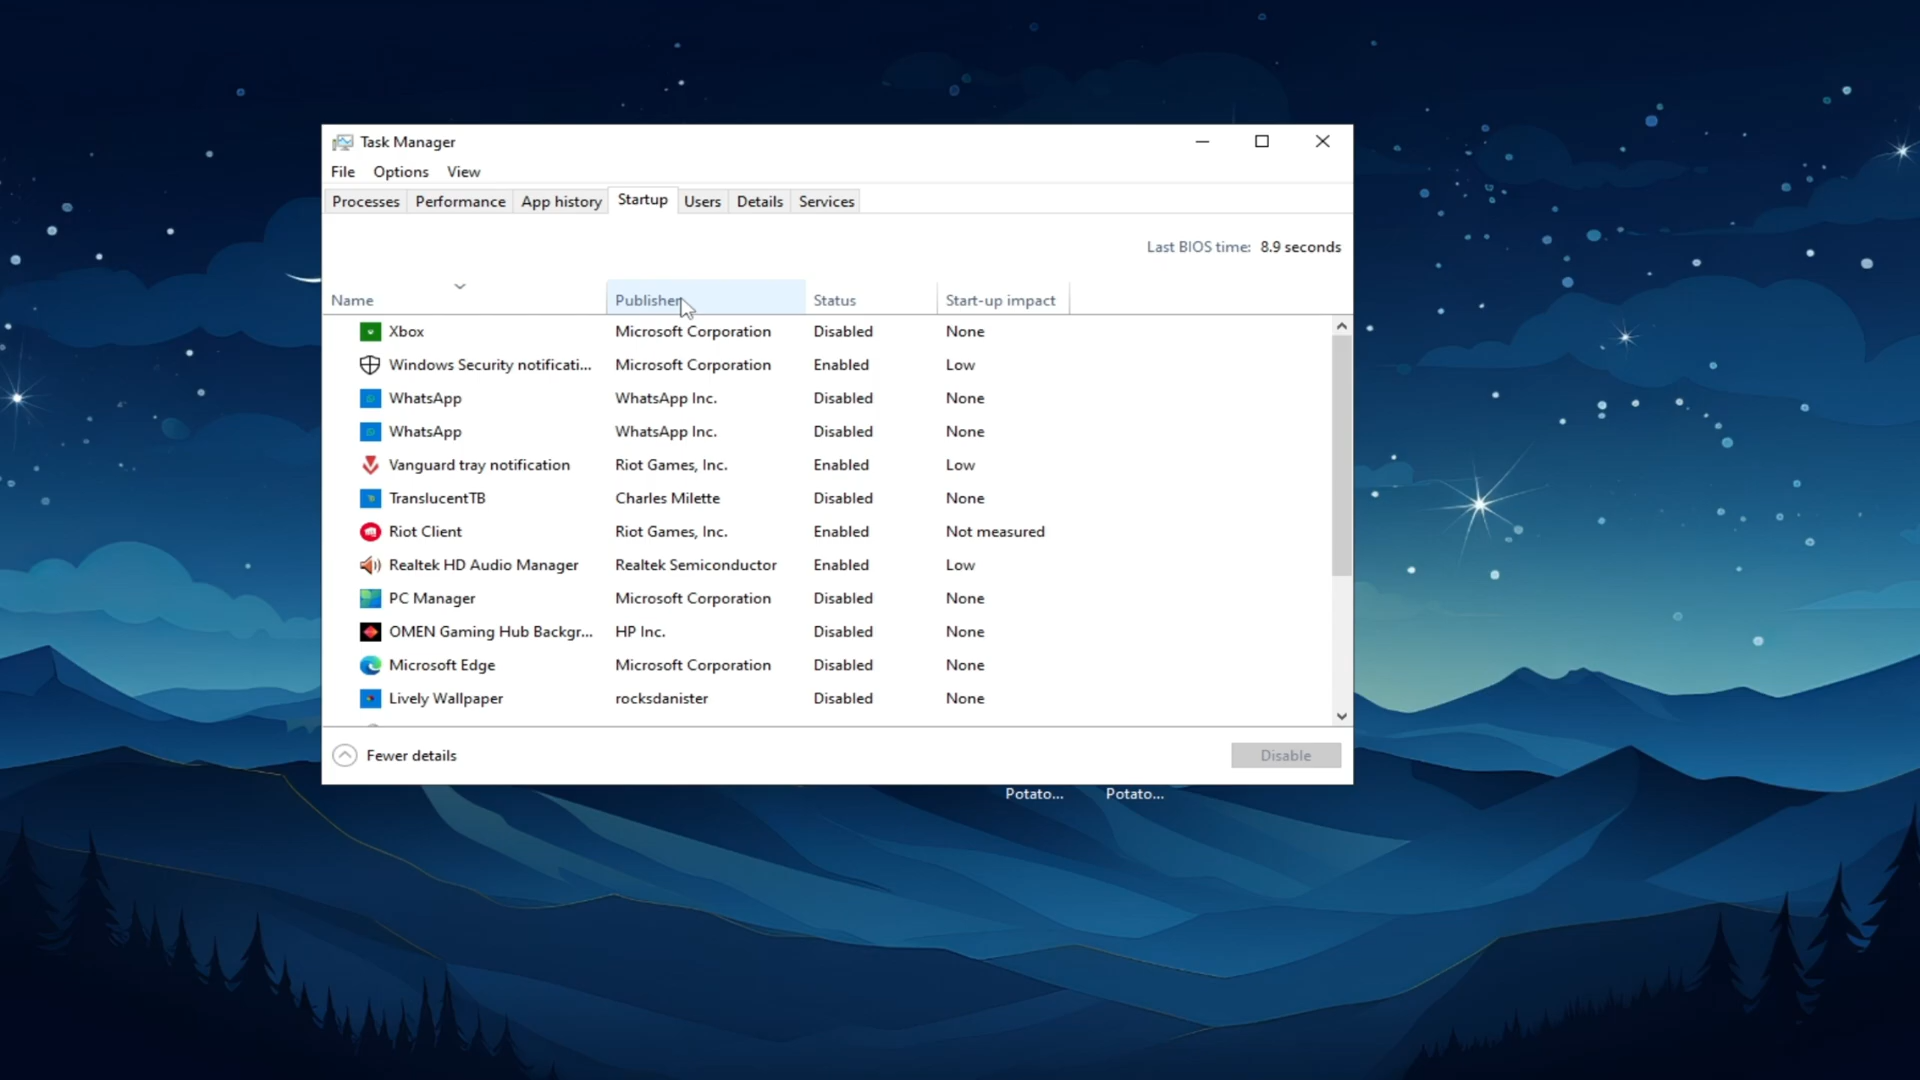 Task Manager
File Options View
Processes Performance App history Startup Users Details Services
Last BIOS time: 8.9 seconds
Name Publisher Status Start-up impact
Xbox Microsoft Corporation Disabled None
Windows Security notificati... Microsoft Corporation Enabled Low
WhatsApp WhatsApp Inc. Disabled None
WhatsApp WhatsApp Inc. Disabled None
Vanguard tray notification Riot Games, Inc. Enabled Low
TranslucentTB Charles Milette Disabled None
Riot Client Riot Games, Inc. Enabled Not measured
Realtek HD Audio Manager Realtek Semiconductor Enabled Low
PC Manager Microsoft Corporation Disabled None
OMEN Gaming Hub Backgr... HP Inc. Disabled None
Microsoft Edge Microsoft Corporation Disabled None
Lively Wallpaper rocksdanister Disabled None
Fewer details Disable
Potato... Potato...